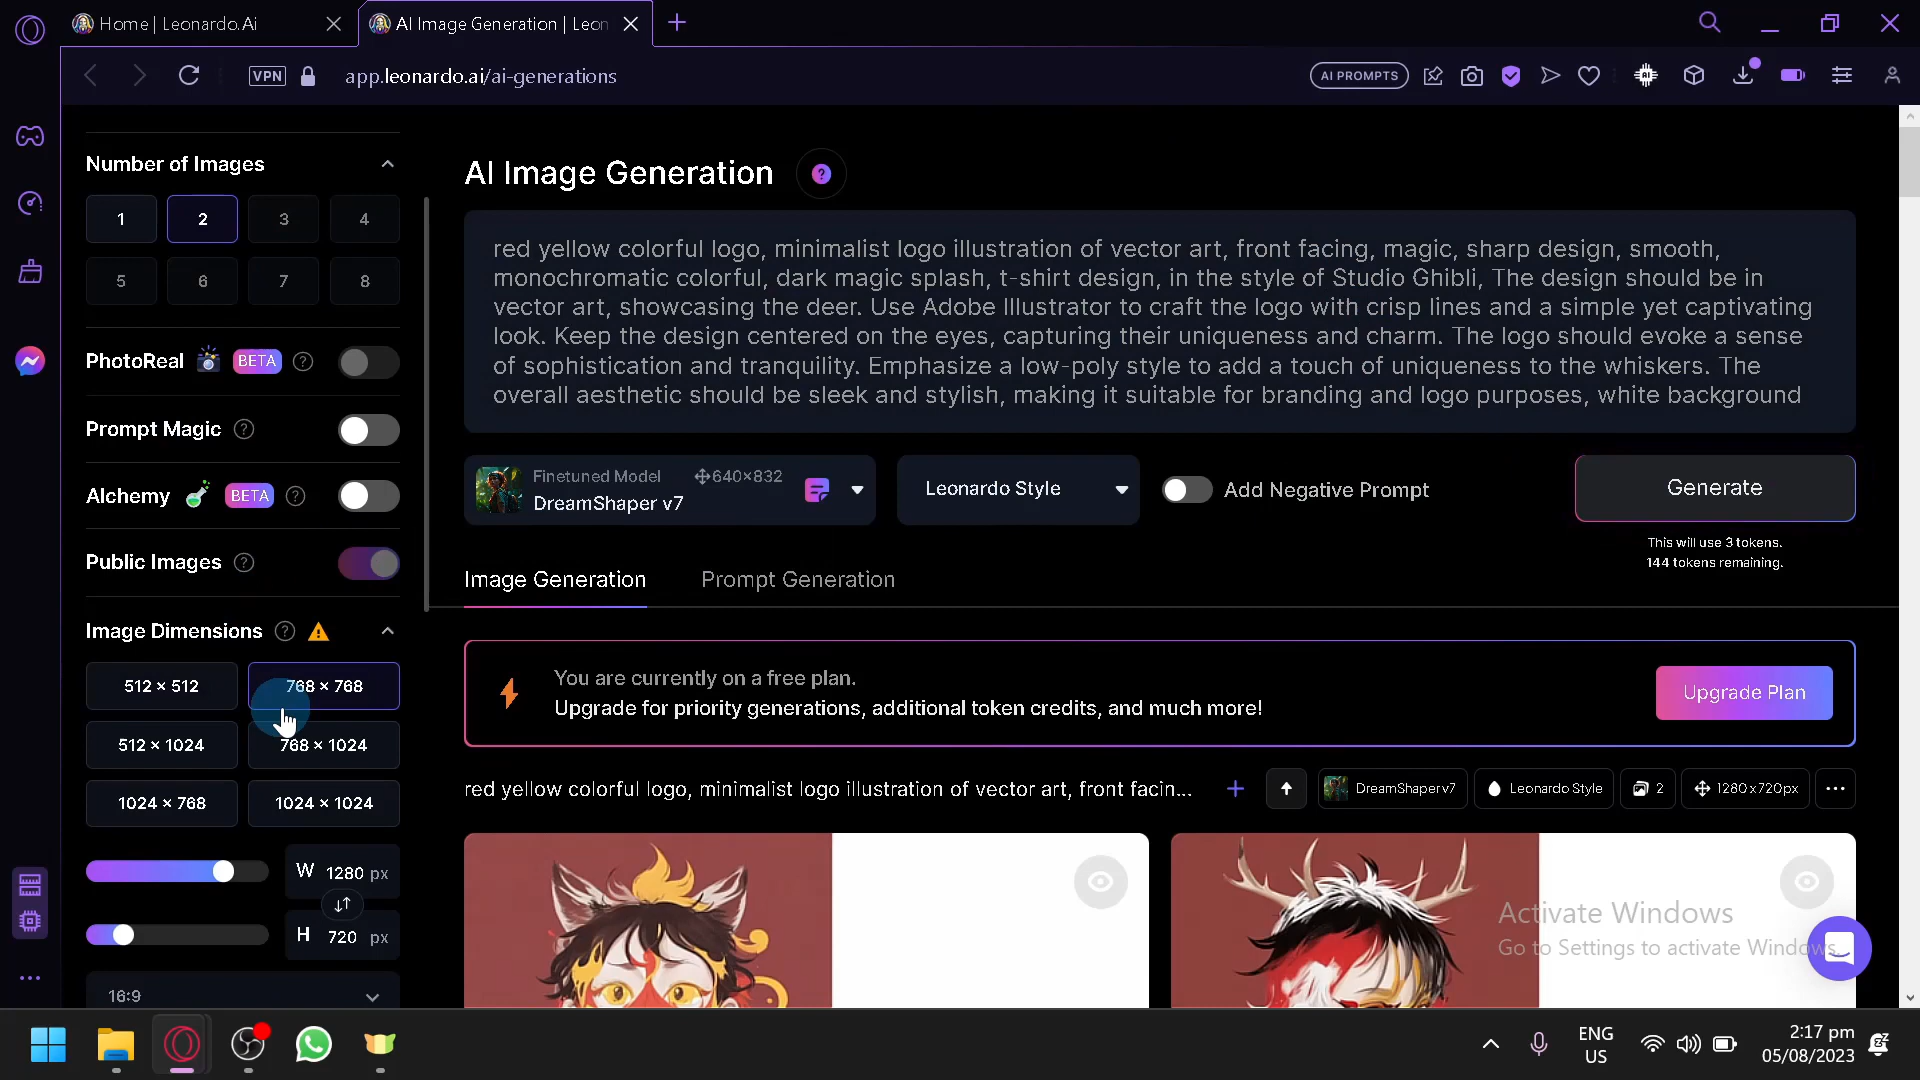 Home | Leonardo.Ai
AI Image Generation | Leon
VPN
app.leonardo.ai/ai-generations
AI PROMPTS
Number of Images
1 2 3 4
5 6 7 8
PhotoReal BETA ?
Prompt Magic ?
Alchemy BETA ?
Public Images ?
Image Dimensions ?
512 × 512 768 × 768
512 × 1024 768 × 1024
1024 × 768 1024 × 1024
W 1280 px
H 720 px
16:9
AI Image Generation ?
red yellow colorful logo, minimalist logo illustration of vector art, front facing, magic, sharp design, smooth,
monochromatic colorful, dark magic splash, t-shirt design, in the style of Studio Ghibli, The design should be in
vector art, showcasing the deer. Use Adobe Illustrator to craft the logo with crisp lines and a simple yet captivating
look. Keep the design centered on the eyes, capturing their uniqueness and charm. The logo should evoke a sense
of sophistication and tranquility. Emphasize a low-poly style to add a touch of uniqueness to the whiskers. The
overall aesthetic should be sleek and stylish, making it suitable for branding and logo purposes, white background
Finetuned Model 640×832
DreamShaper v7
Leonardo Style
Add Negative Prompt
Generate
This will use 3 tokens.
144 tokens remaining.
Image Generation
Prompt Generation
You are currently on a free plan.
Upgrade for priority generations, additional token credits, and much more!
Upgrade Plan
red yellow colorful logo, minimalist logo illustration of vector art, front facin...
DreamShaper v7
Leonardo Style
2
1280x720px
Activate Windows
Go to Settings to activate Windows.
ENG
US
2:17 pm
05/08/2023